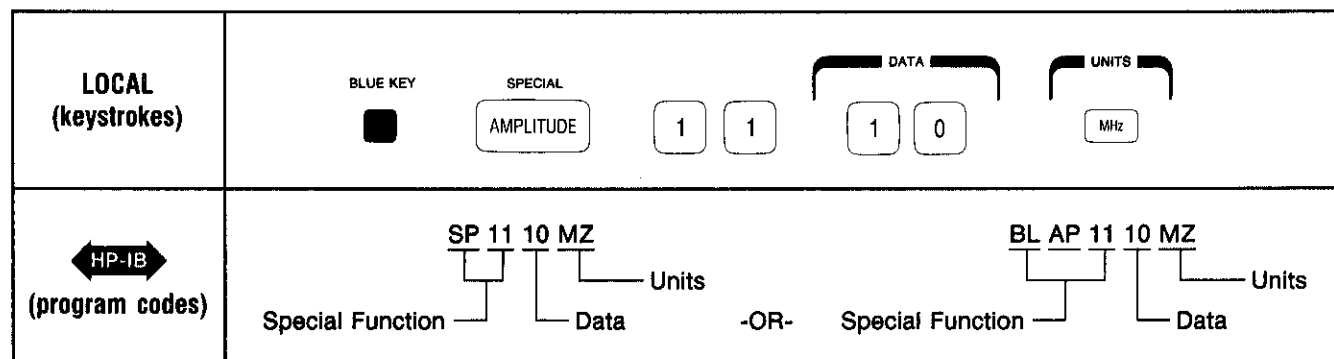 LOCAL
(keystrokes)
BLUE KEY
SPECIAL
AMPLITUDE
1 1
DATA
1 0
UNITS
MHz
HP-IB
(program codes)
SP 11 10 MZ
Units
Special Function
Data
-OR-
BL AP 11 10 MZ
Units
Special Function
Data